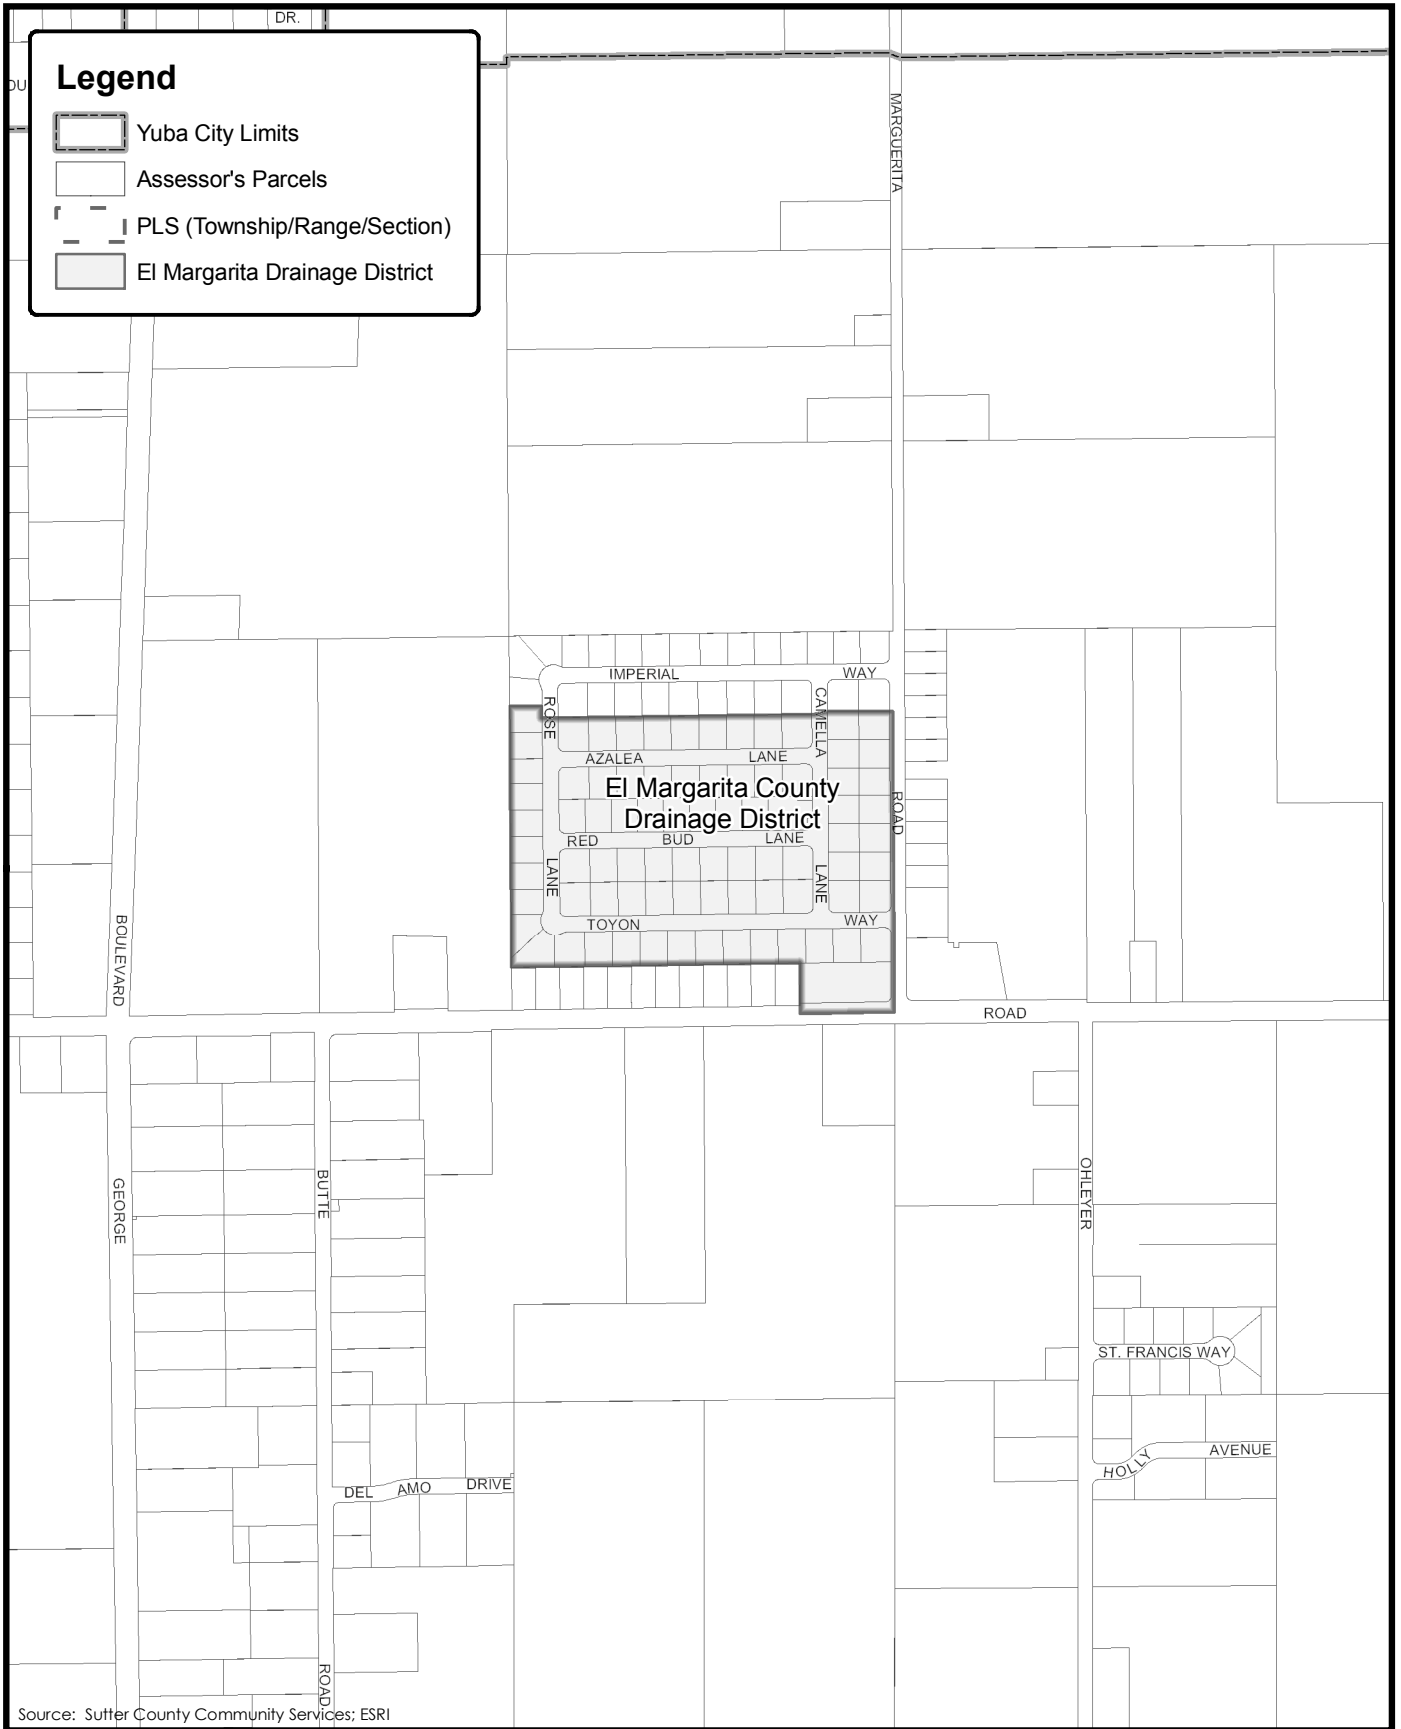 DR.
DU
Legend
Yuba City Limits
Assessor's Parcels
PLS (Township/Range/Section)
El Margarita Drainage District
MARGUERITA
IMPERIAL WAY
ROSE
CAMELLA
AZALEA LANE
El Margarita County
Drainage District
ROAD
RED BUD LANE
LANE
LANE
TOYON WAY
BOULEVARD
ROAD
GEORGE
BUTTE
OHLEYER
ST. FRANCIS WAY
HOLLY AVENUE
DEL AMO DRIVE
ROAD
Source: Sutter County Community Services; ESRI